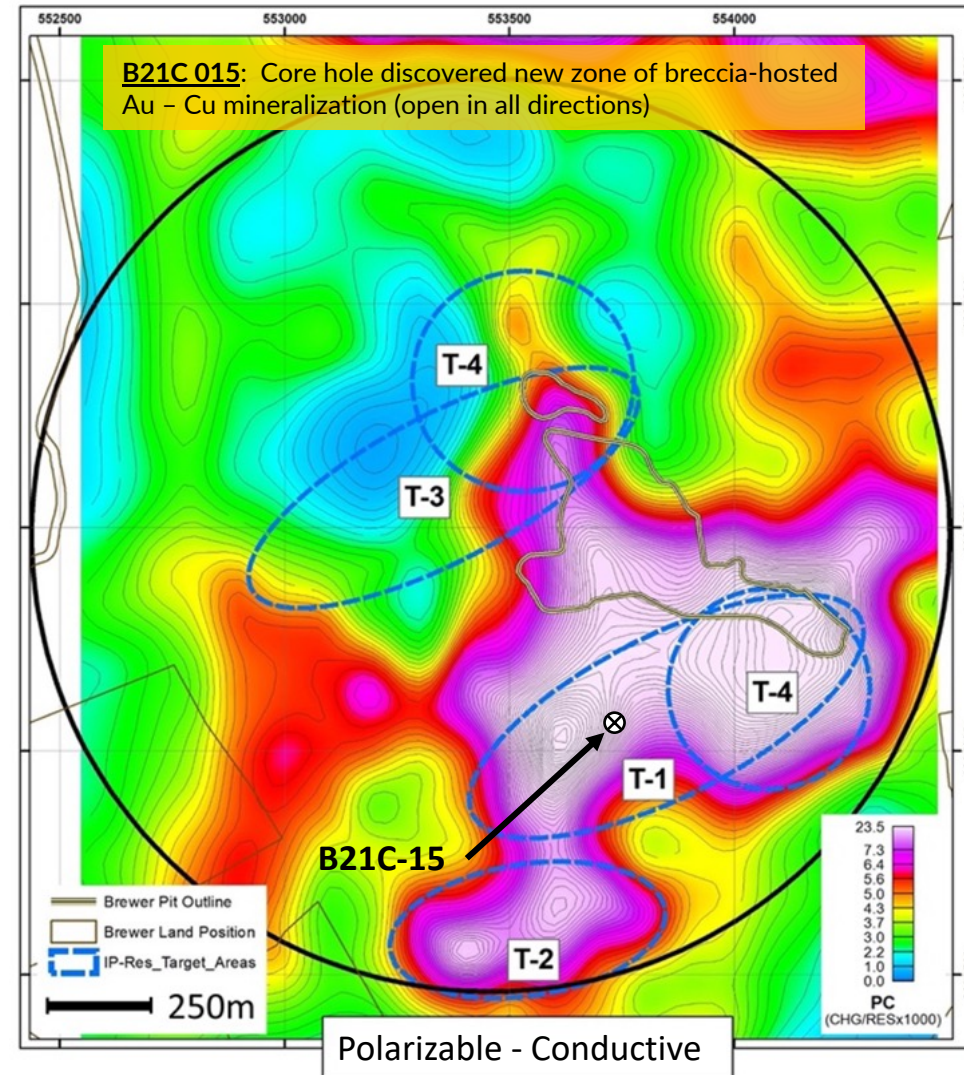 552500 553000 553500 554000
B21C 015: Core hole discovered new zone of breccia-hosted
Au – Cu mineralization (open in all directions)
T-4
T-3
T-4
T-1
B21C-15
T-2
Brewer Pit Outline
Brewer Land Position
IP-Res_Target_Areas
250m
23.5
7.3
6.4
5.6
5.0
4.3
3.7
3.0
2.2
1.0
0.0
PC
(CHG/RESx1000)
Polarizable - Conductive